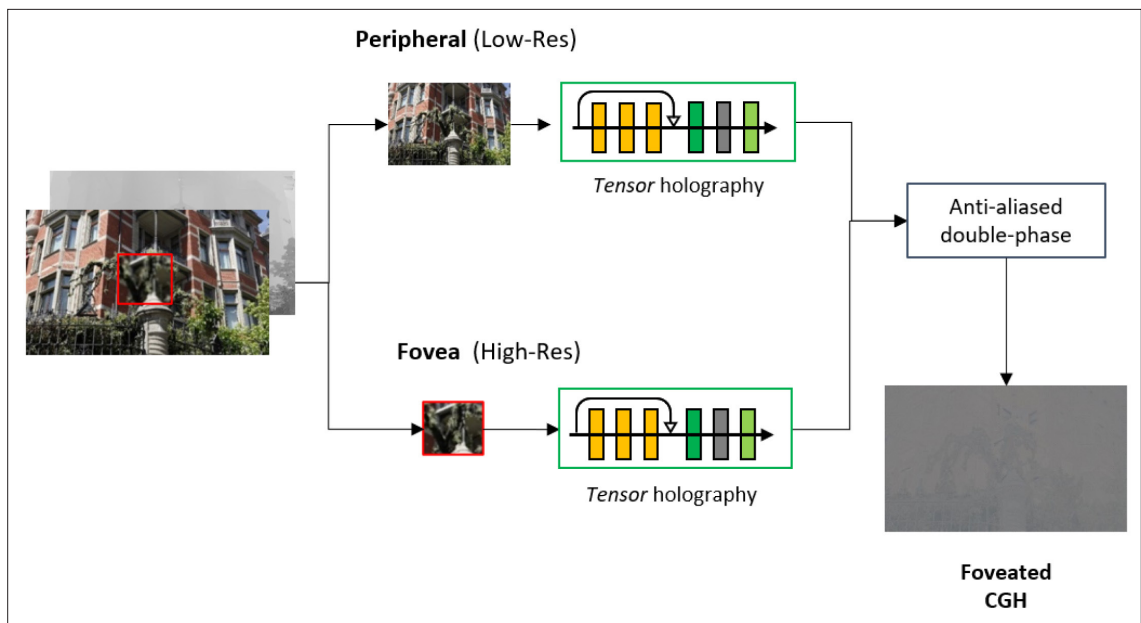 Peripheral (Low-Res)
Tensor holography
Anti-aliased
double-phase
Fovea (High-Res)
Tensor holography
Foveated
CGH